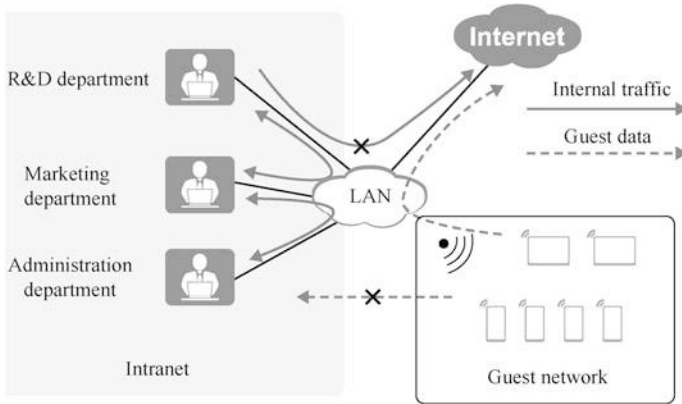 Internet
R&D department
Internal traffic
Guest data
Marketing
department
LAN
Administration
department
Intranet
Guest network